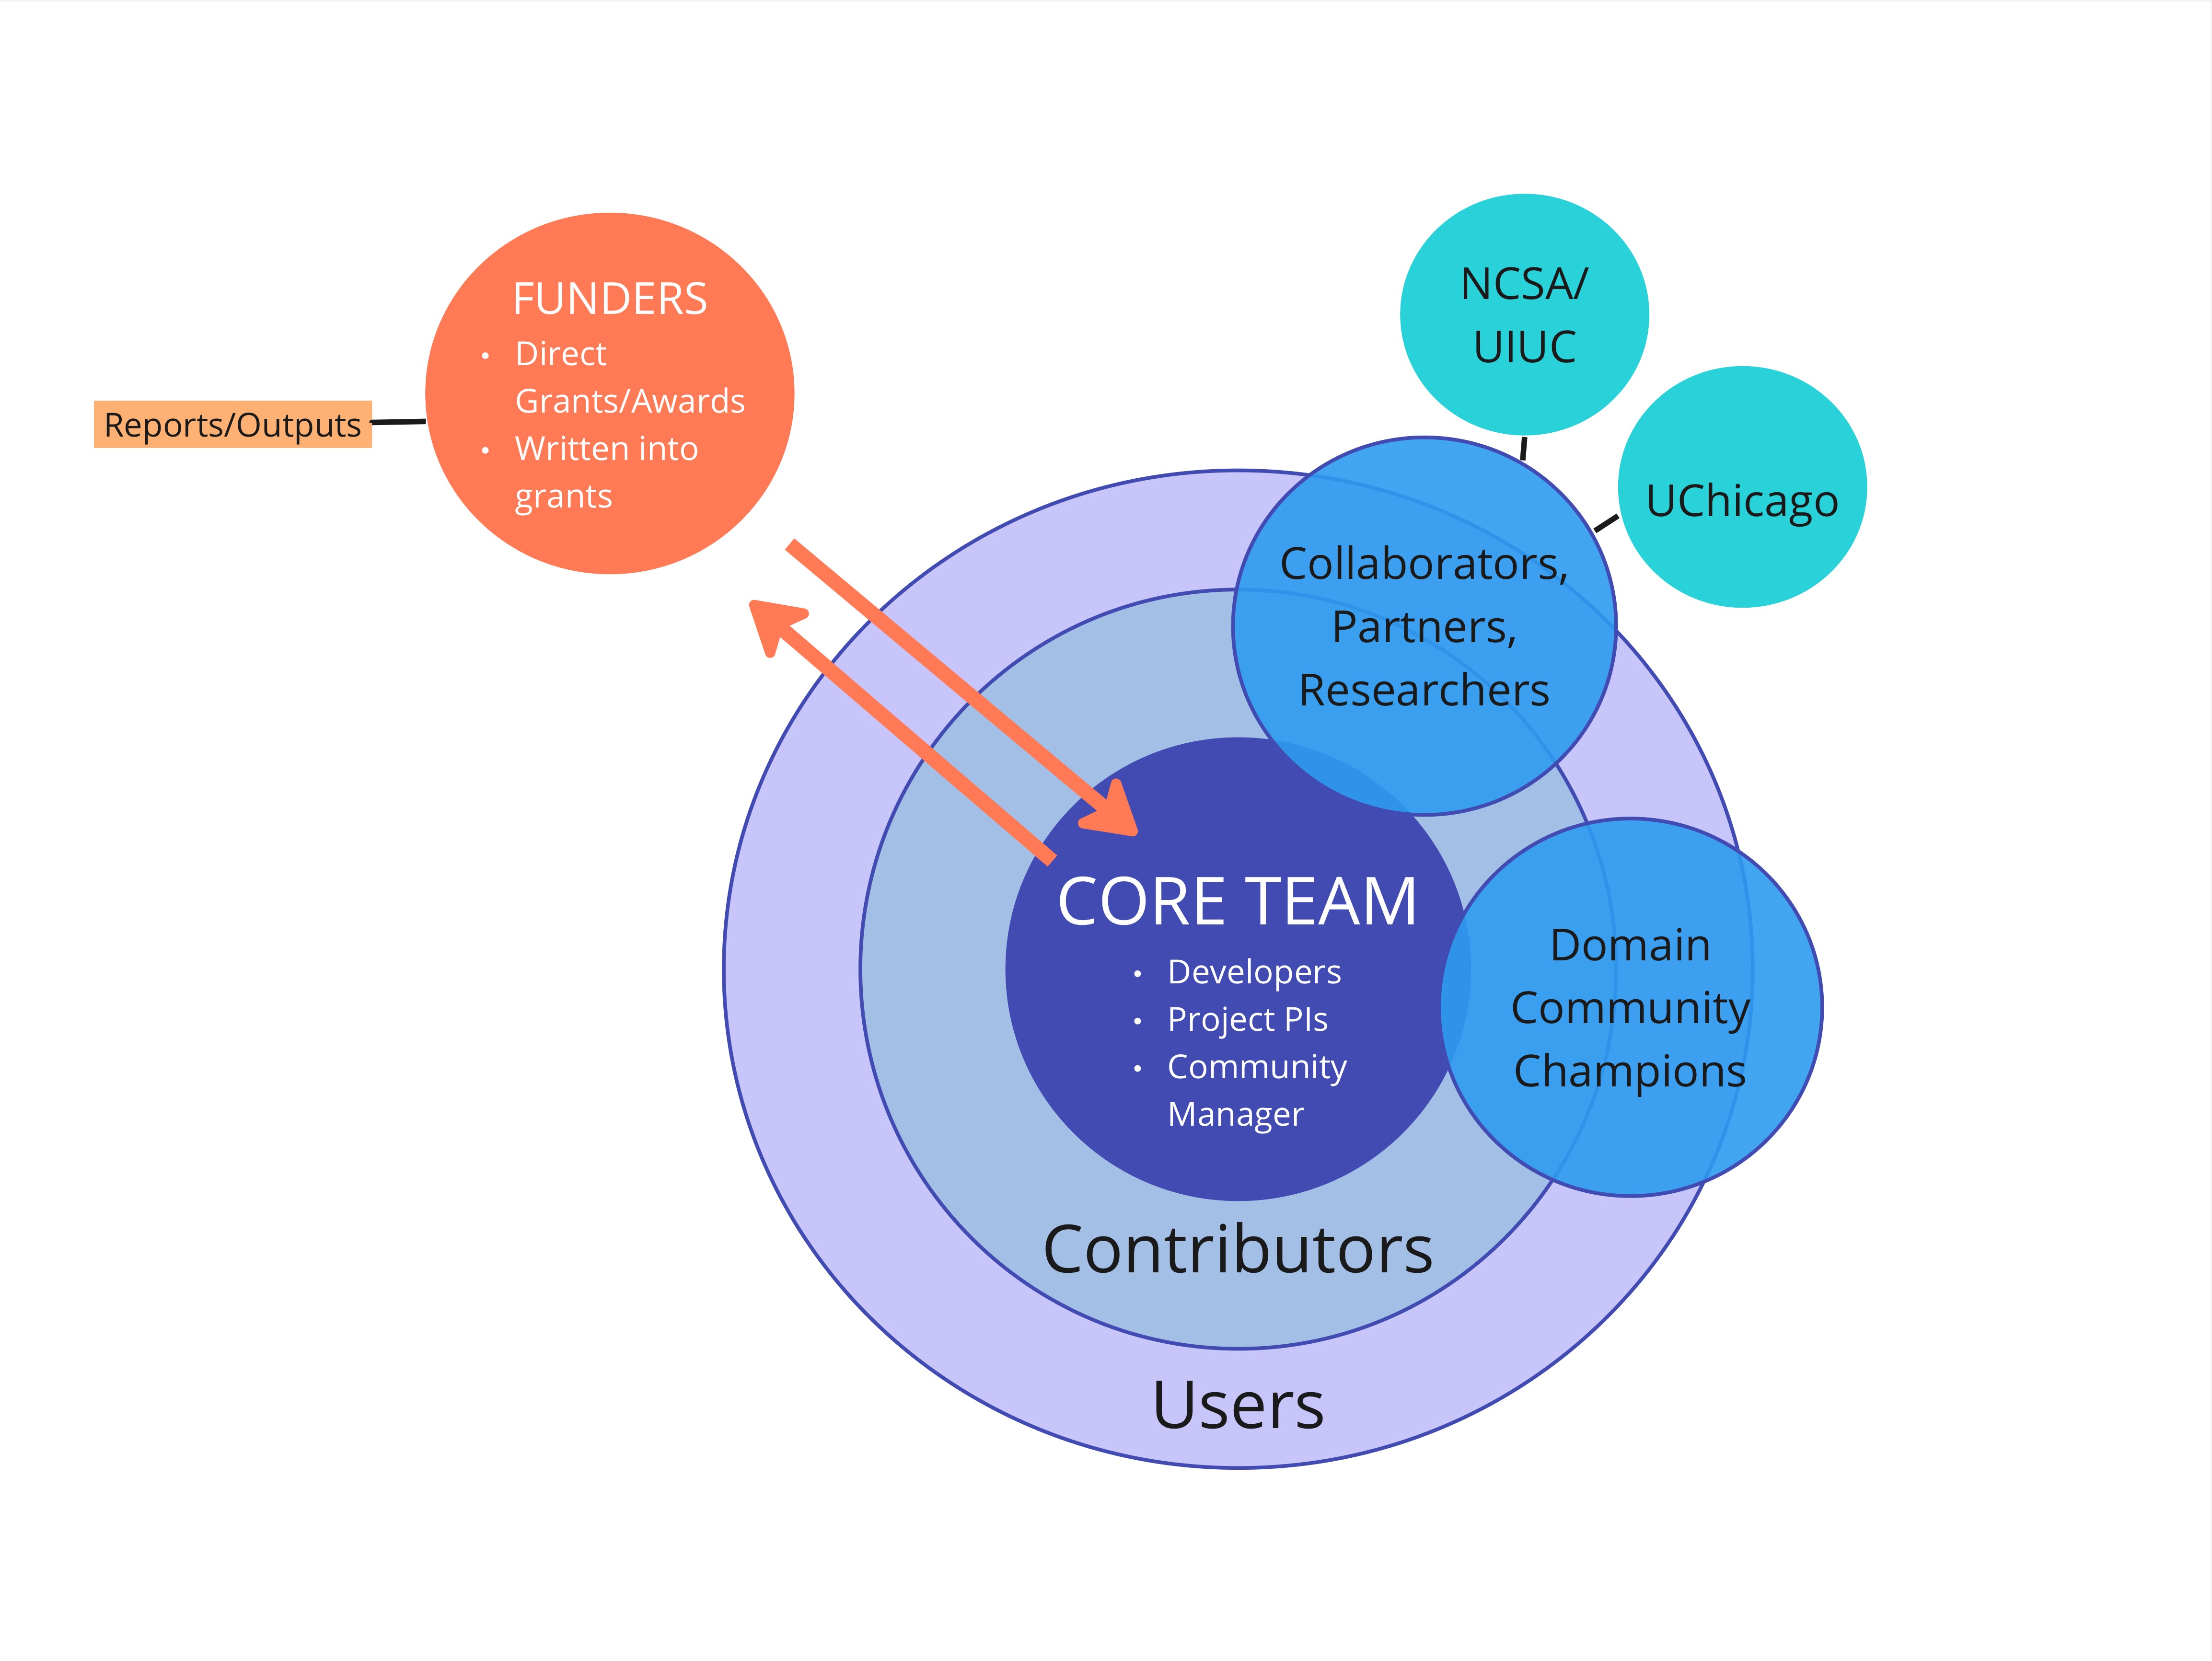 FUNDERS
• Direct
Grants/Awards
• Written into
grants
Reports/Outputs
NCSA/
UIUC
UChicago
Collaborators,
Partners,
Researchers
CORE TEAM
• Developers
• Project PIs
• Community
Manager
Domain
Community
Champions
Contributors
Users